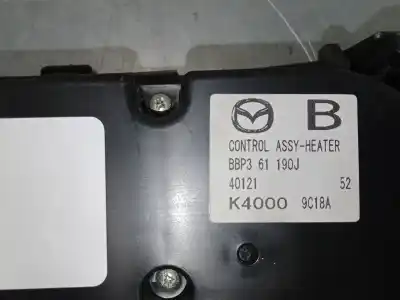 B
CONTROL ASSY-HEATER
BBP3 61 190J
40121 52
K4000 9C18A